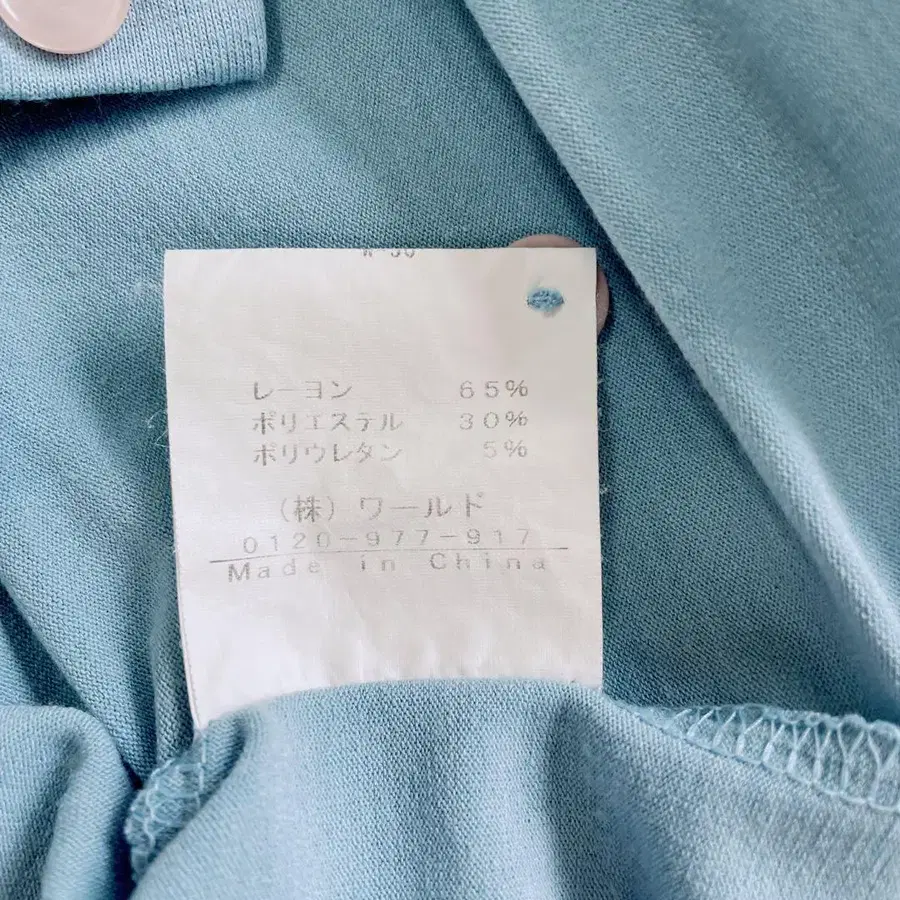 レーヨン 65%
ポリエステル 30%
ポリウレタン 5%
(株)ワールド
0120-977-917
Made in China